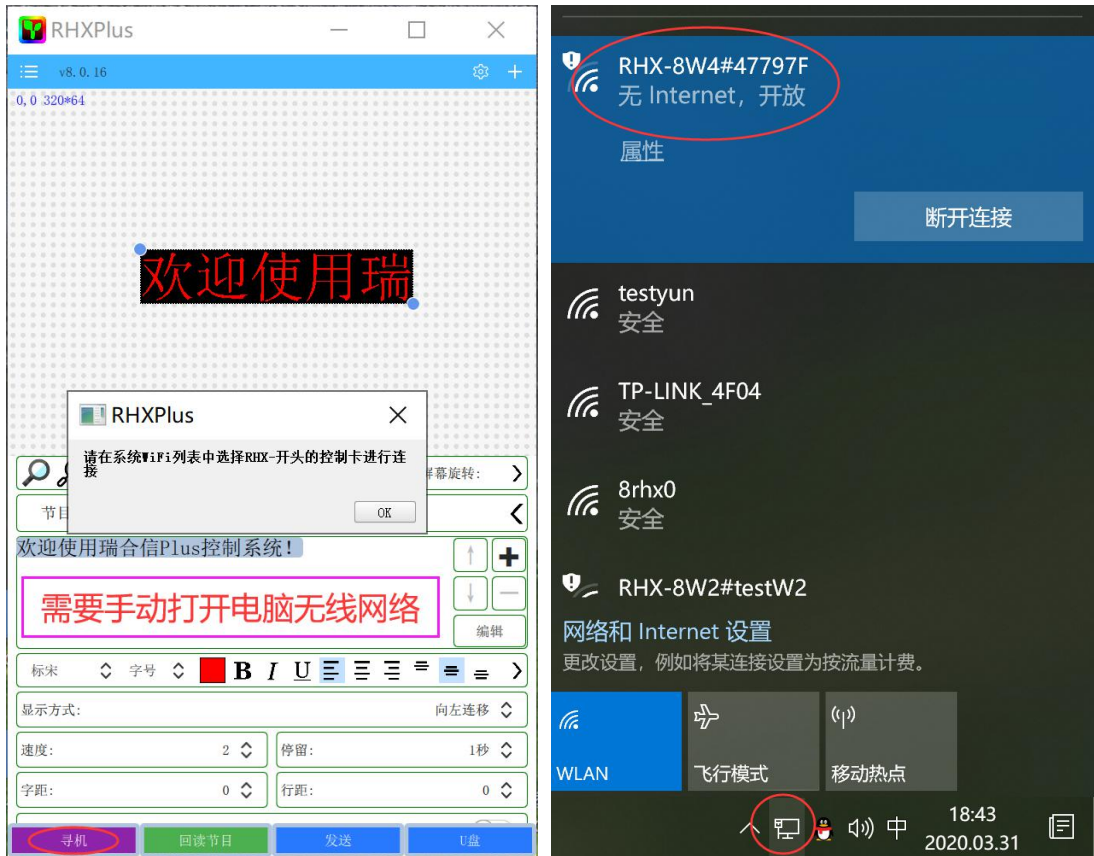 RHXPlus
v8.0.16
0,0 320*64
欢迎使用瑞
RHXPlus
请在系统WiFi列表中选择RHX-开头的控制卡进行连
接
OK
屏幕旋转:
节目
欢迎使用瑞合信Plus控制系统!
需要手动打开电脑无线网络
编辑
标宋 字号 B I U
显示方式: 向左连移
速度: 2 停留: 1秒
字距: 0 行距: 0
寻机 回读节目 发送 U盘
RHX-8W4#47797F
无 Internet，开放
属性
断开连接
testyun
安全
TP-LINK_4F04
安全
8rhx0
安全
RHX-8W2#testW2
网络和 Internet 设置
更改设置，例如将某连接设置为按流量计费。
WLAN 飞行模式 移动热点
中 18:43
2020.03.31